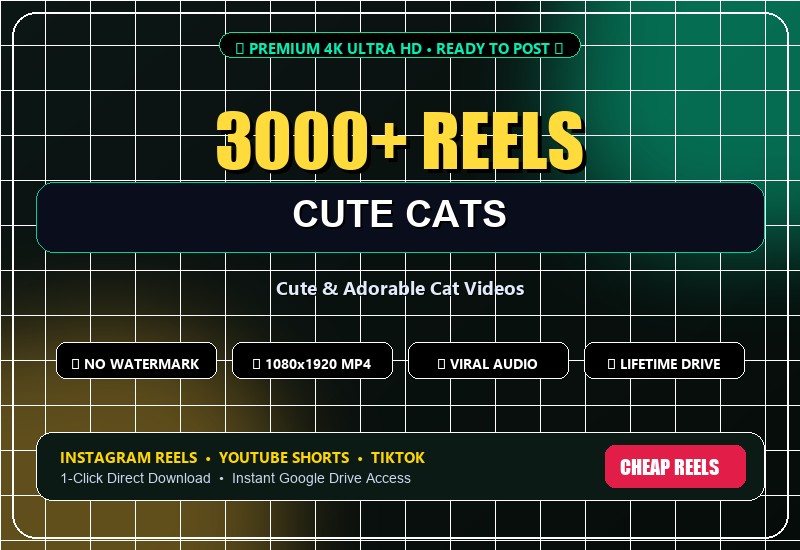 PREMIUM 4K ULTRA HD • READY TO POST
3000+ REELS
CUTE CATS
Cute & Adorable Cat Videos
NO WATERMARK
1080x1920 MP4
VIRAL AUDIO
LIFETIME DRIVE
INSTAGRAM REELS • YOUTUBE SHORTS • TIKTOK
1-Click Direct Download • Instant Google Drive Access
CHEAP REELS